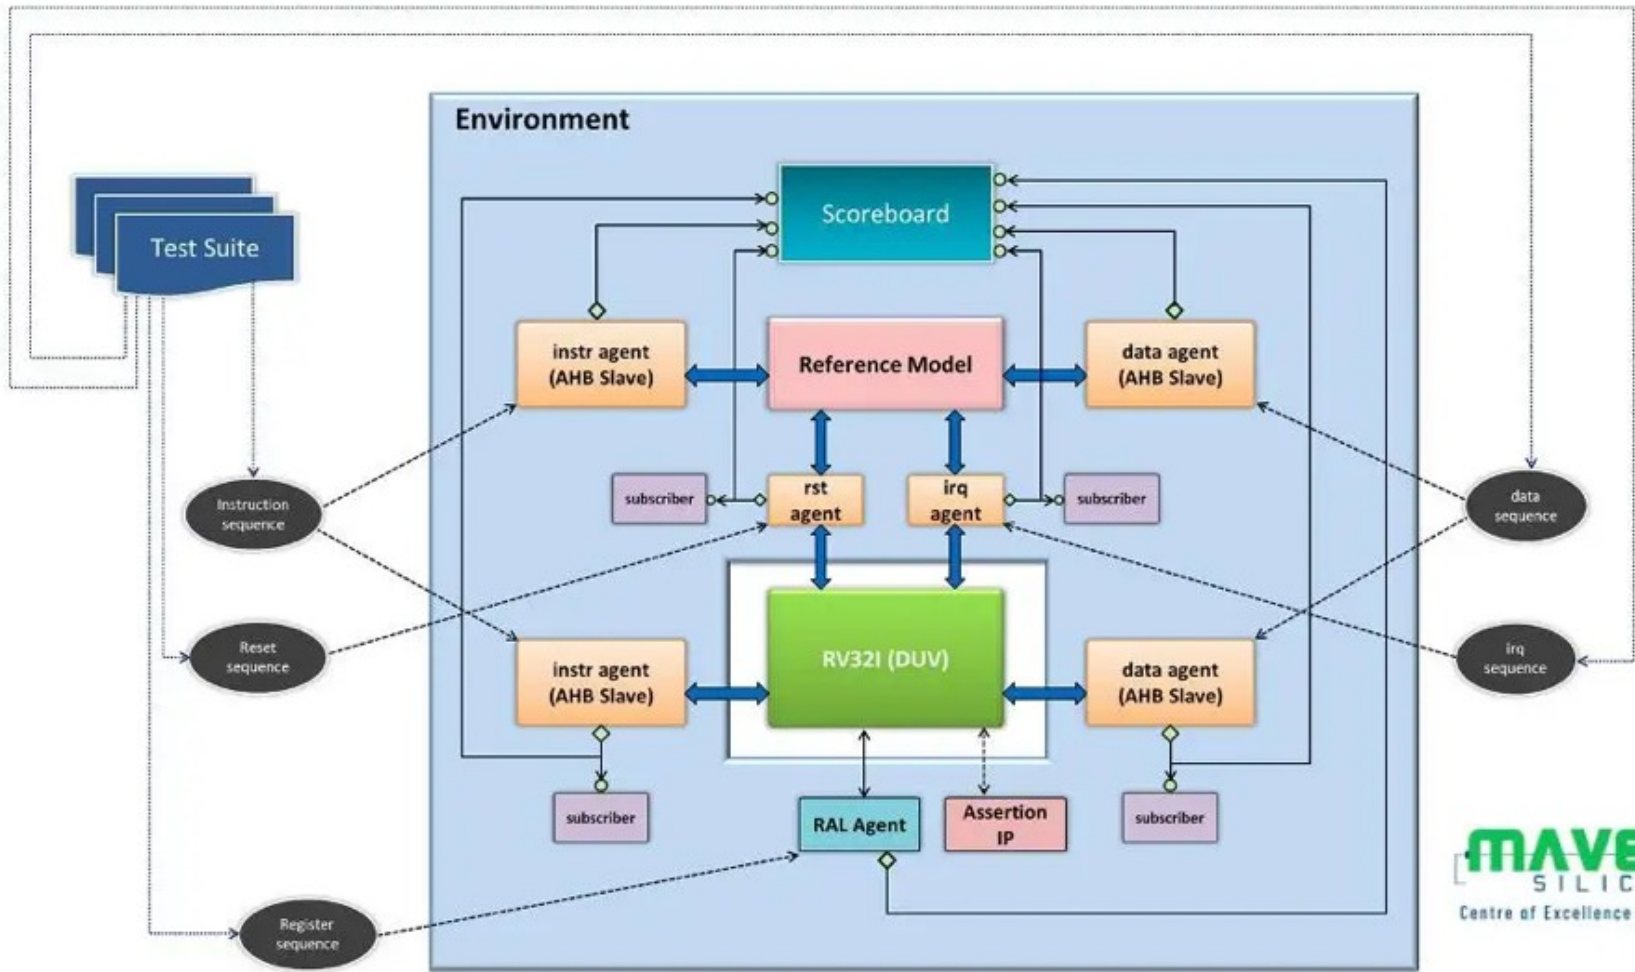 Environment
Scoreboard
Test Suite
instr agent
(AHB Slave)
Reference Model
data agent
(AHB Slave)
Instruction
sequence
subscriber
rst
agent
irq
agent
subscriber
data
sequence
Reset
sequence
instr agent
(AHB Slave)
RV32I (DUV)
data agent
(AHB Slave)
irq
sequence
subscriber
RAL Agent
Assertion
IP
subscriber
MAVE
SILIC
Centre of Excellence
Register
sequence